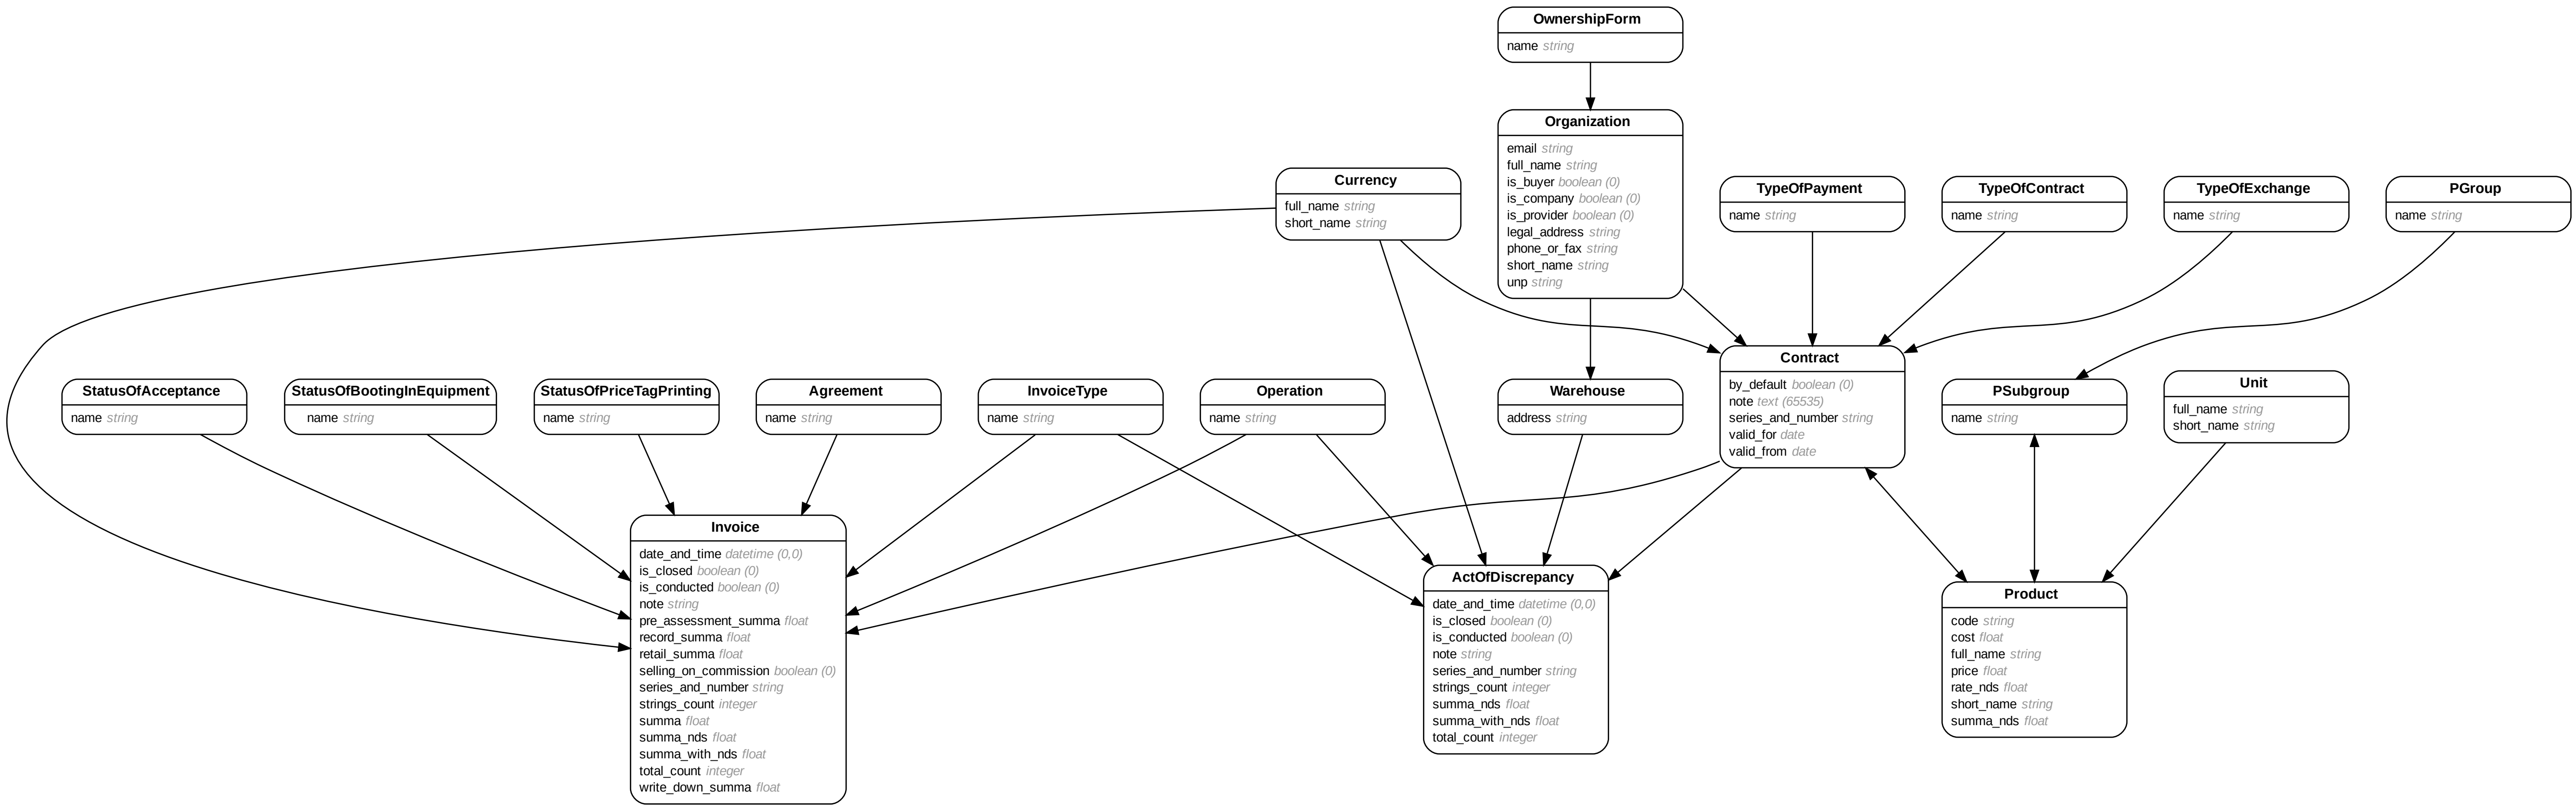 OwnershipForm
name string
Organization
email string
full_name string
is_buyer boolean (0)
is_company boolean (0)
is_provider boolean (0)
legal_address string
phone_or_fax string
short_name string
unp string
Currency
full_name string
short_name string
TypeOfPayment
name string
TypeOfContract
name string
TypeOfExchange
name string
PGroup
name string
StatusOfAcceptance
name string
StatusOfBootingInEquipment
name string
StatusOfPriceTagPrinting
name string
Agreement
name string
InvoiceType
name string
Operation
name string
Warehouse
address string
Contract
by_default boolean (0)
note text (65535)
series_and_number string
valid_for date
valid_from date
PSubgroup
name string
Unit
full_name string
short_name string
Invoice
date_and_time datetime (0,0)
is_closed boolean (0)
is_conducted boolean (0)
note string
pre_assessment_summa float
record_summa float
retail_summa float
selling_on_commission boolean (0)
series_and_number string
strings_count integer
summa float
summa_nds float
summa_with_nds float
total_count integer
write_down_summa float
ActOfDiscrepancy
date_and_time datetime (0,0)
is_closed boolean (0)
is_conducted boolean (0)
note string
series_and_number string
strings_count integer
summa_nds float
summa_with_nds float
total_count integer
Product
code string
cost float
full_name string
price float
rate_nds float
short_name string
summa_nds float